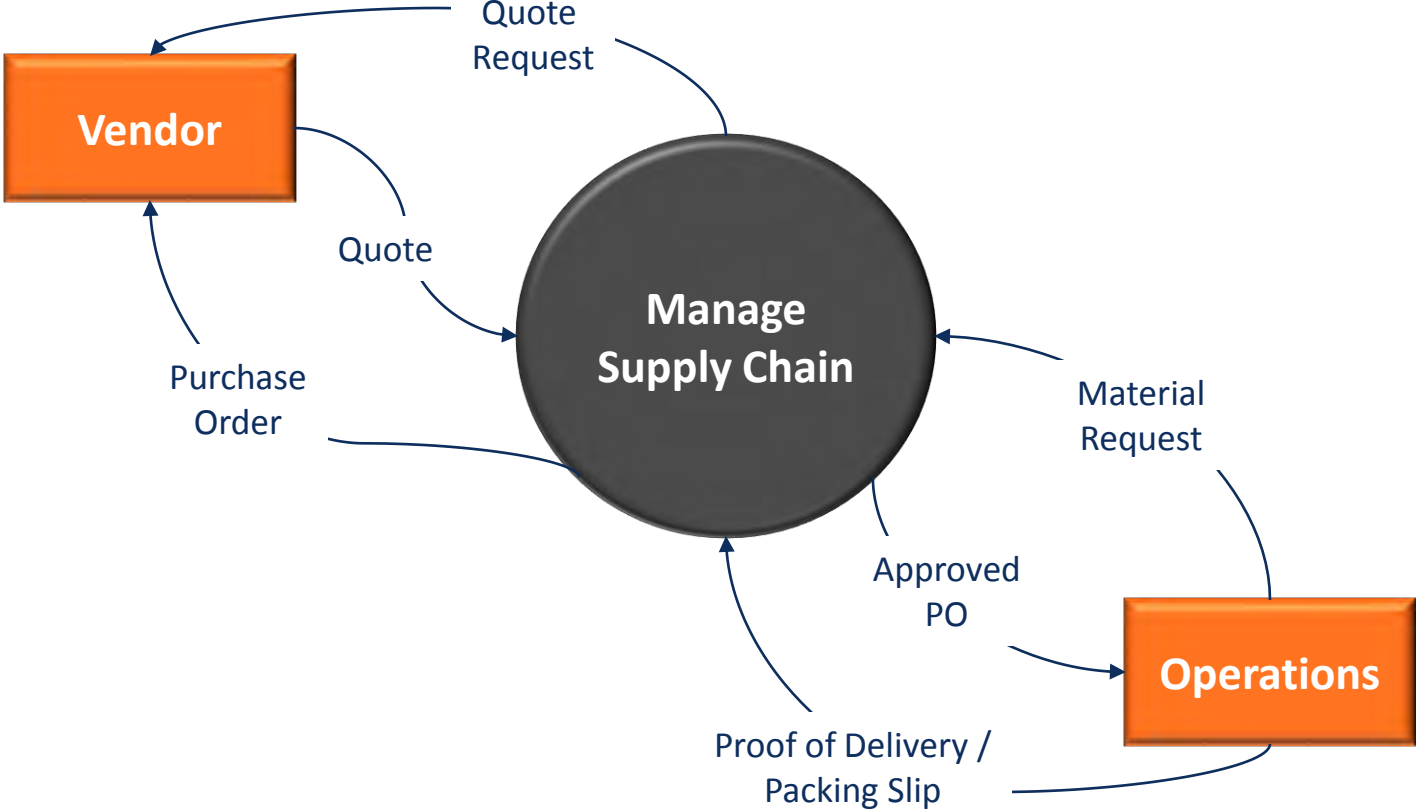 Quote
Request
Vendor
Quote
Manage
Supply Chain
Purchase
Order
Material
Request
Approved
PO
Operations
Proof of Delivery /
Packing Slip